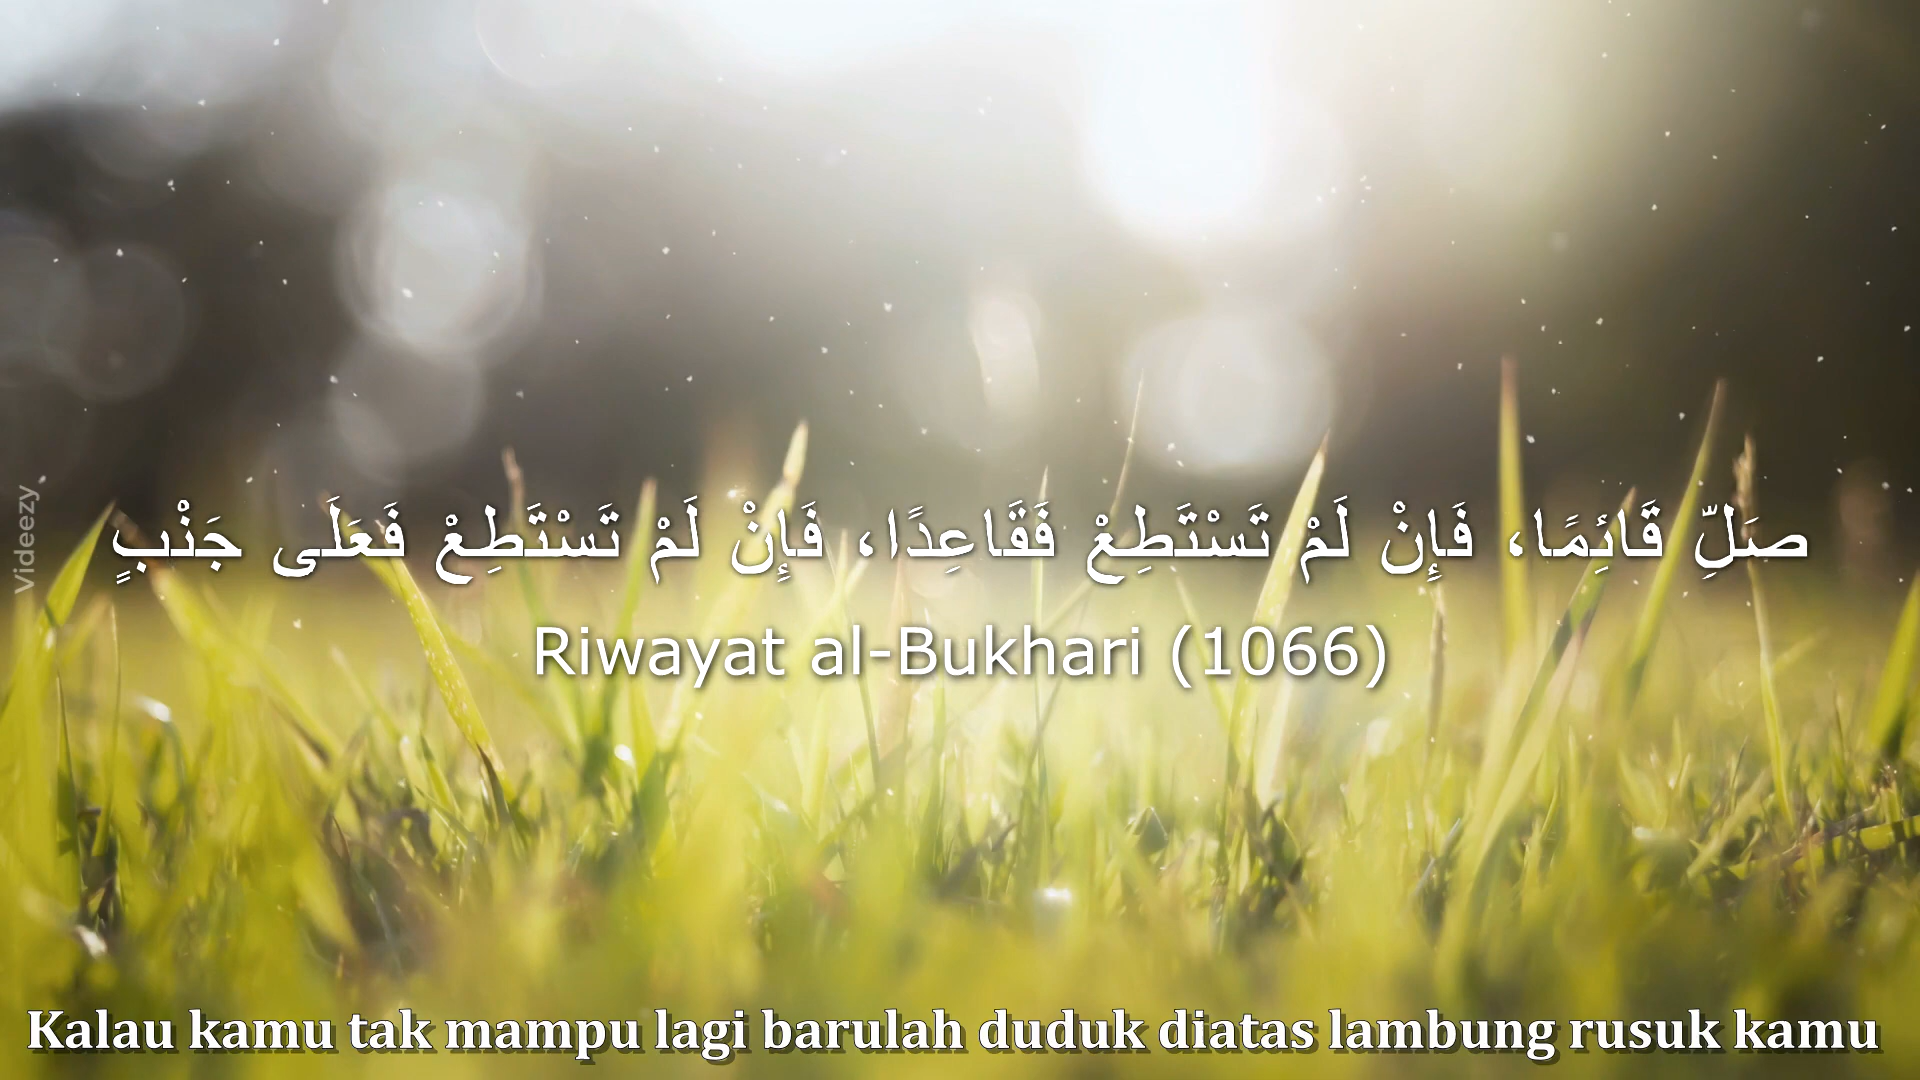 صَلِّ قَائِمًا، فَإِنْ لَمْ تَسْتَطِعْ فَقَاعِدًا، فَإِنْ لَمْ تَسْتَطِعْ فَعَلَى جَنْبٍ
Riwayat al-Bukhari (1066)
Kalau kamu tak mampu lagi barulah duduk diatas lambung rusuk kamu
Videezy